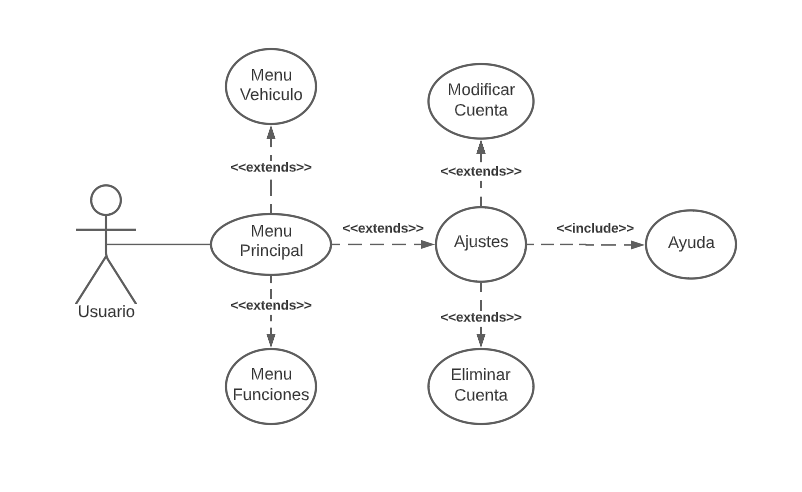 Menu
Vehiculo
Modificar
Cuenta
<<extends>>
<<extends>>
Menu
Principal
<<extends>>
Ajustes
<<include>>
Ayuda
Usuario
<<extends>>
<<extends>>
Menu
Funciones
Eliminar
Cuenta